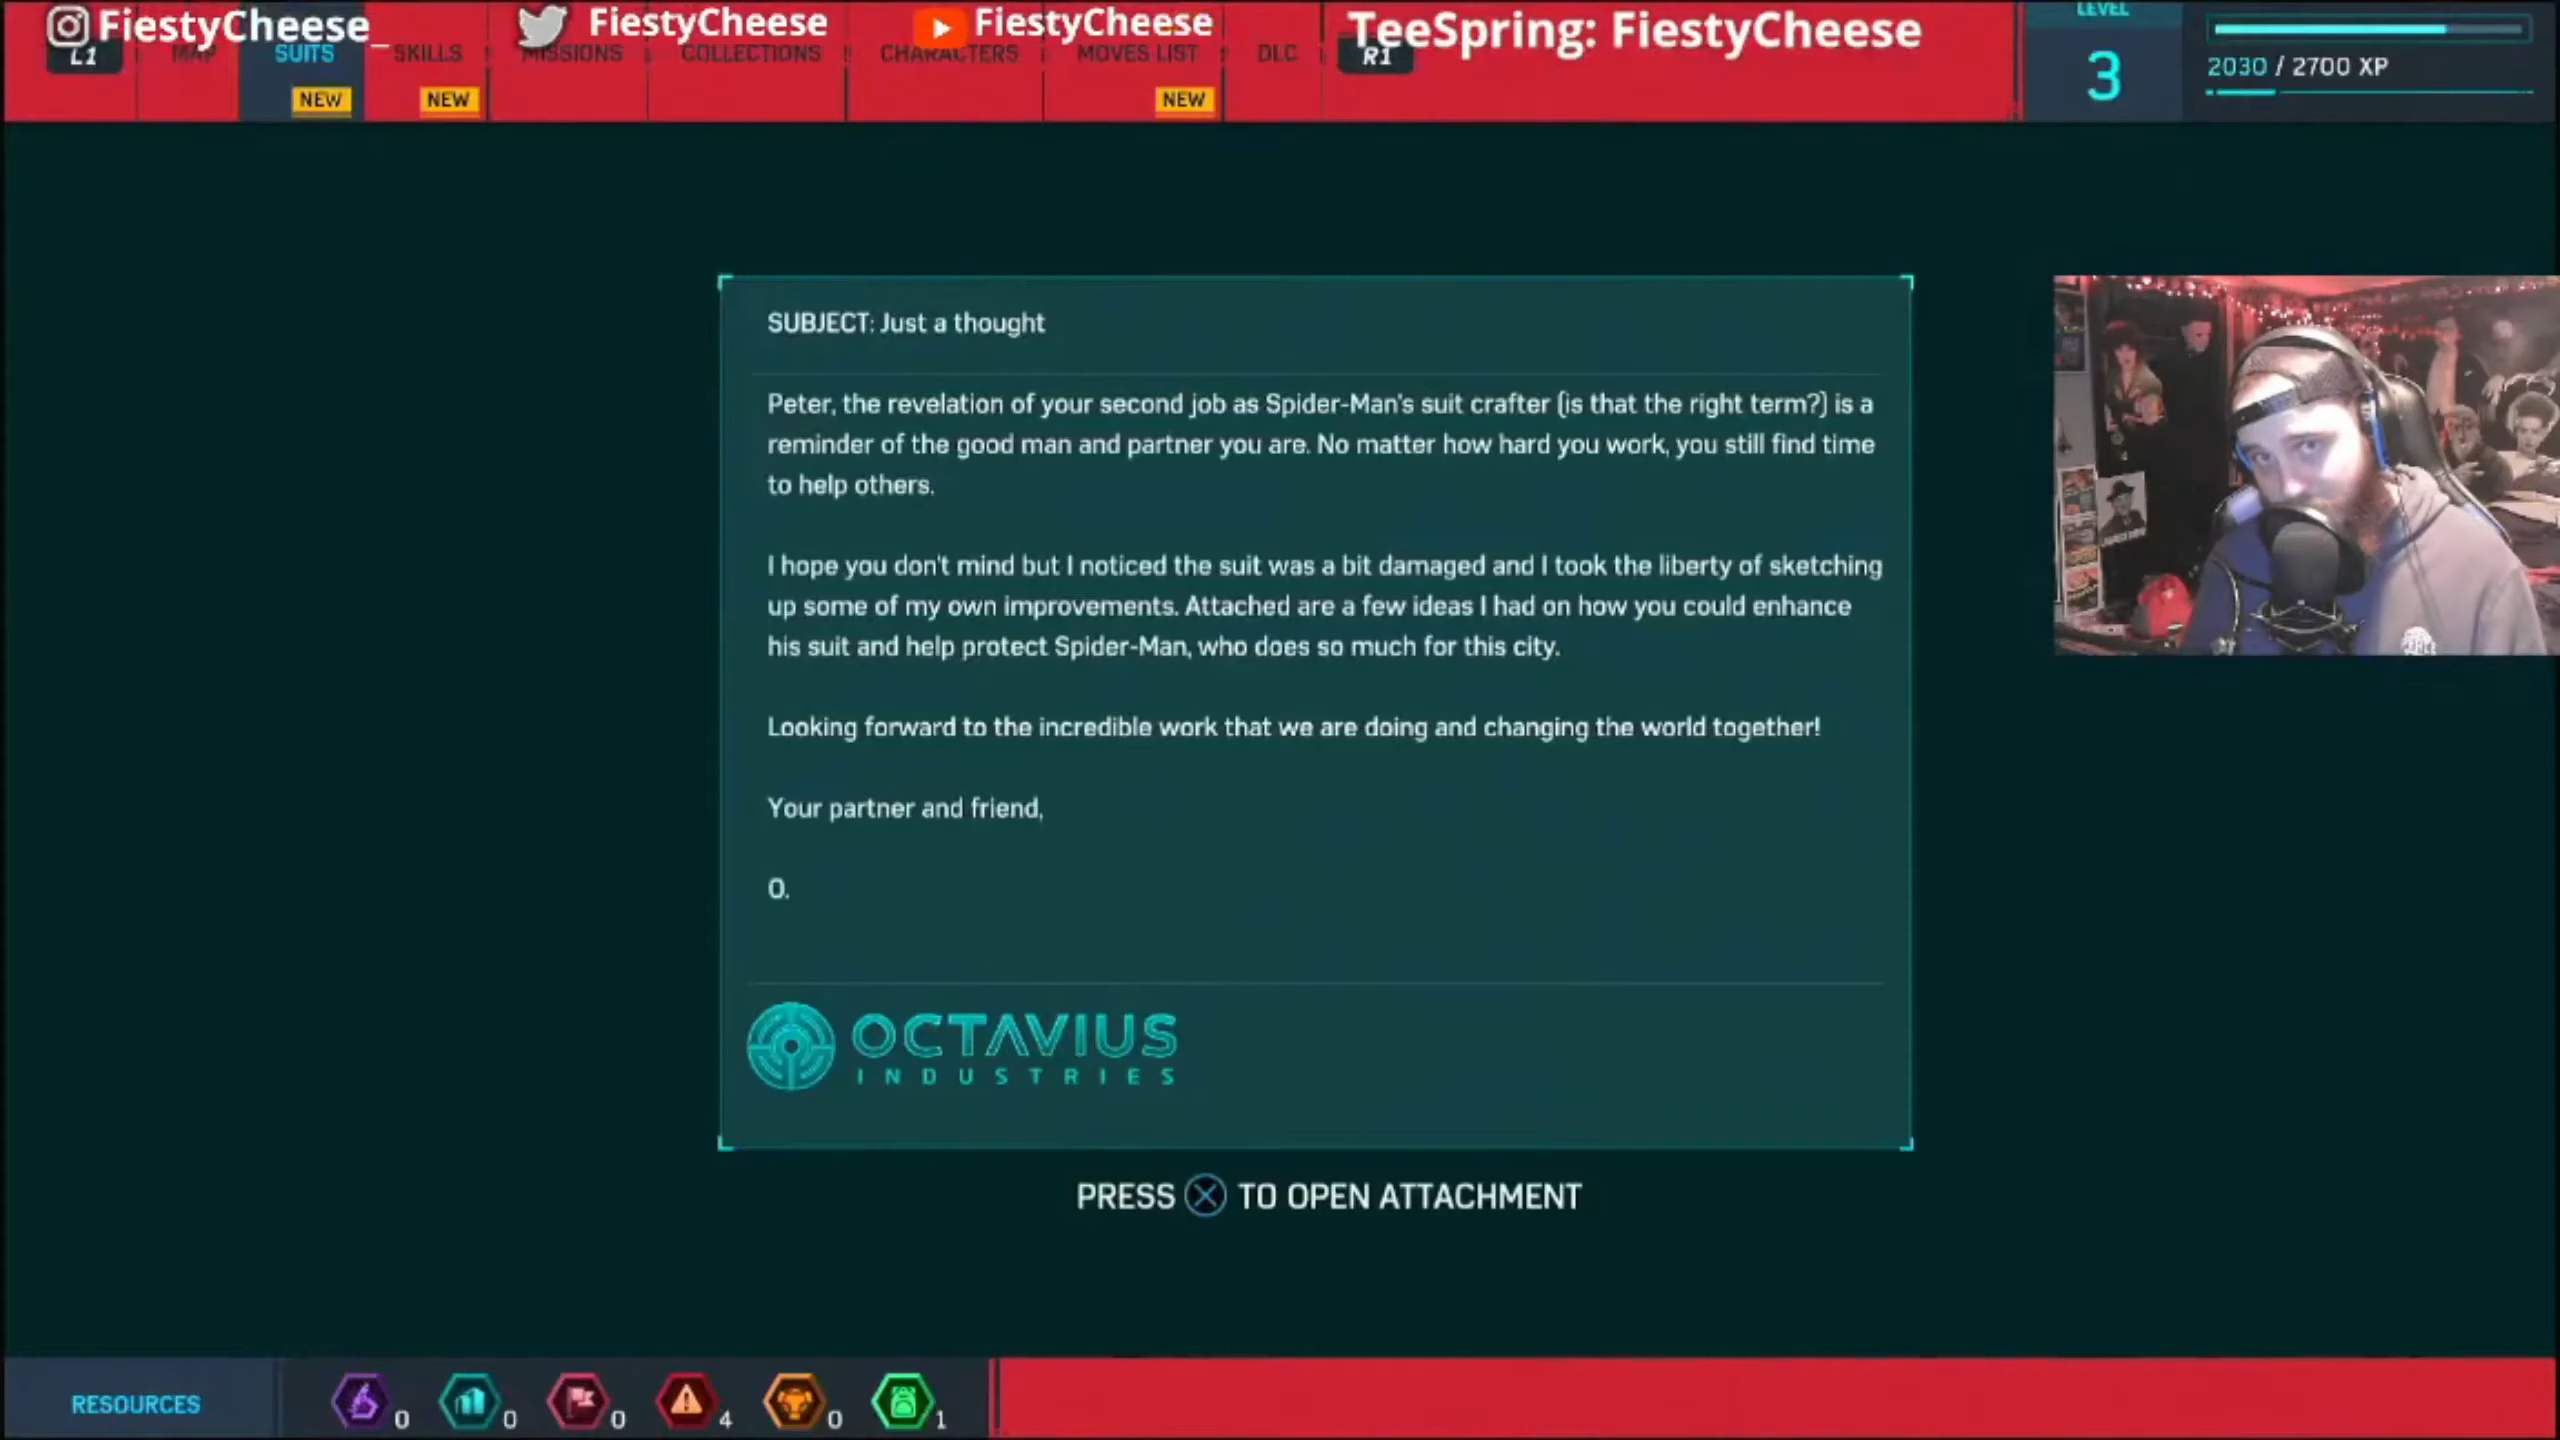 FiestyCheese_ FiestyCheese FiestyCheese TeeSpring: FiestyCheese
L1 MAP SUITS SKILLS MISSIONS COLLECTIONS CHARACTERS MOVES LIST DLC R1
NEW NEW NEW
LEVEL
3
2030 / 2700 XP
SUBJECT: Just a thought
Peter, the revelation of your second job as Spider-Man's suit crafter (is that the right term?) is a
reminder of the good man and partner you are. No matter how hard you work, you still find time
to help others.
I hope you don't mind but I noticed the suit was a bit damaged and I took the liberty of sketching
up some of my own improvements. Attached are a few ideas I had on how you could enhance
his suit and help protect Spider-Man, who does so much for this city.
Looking forward to the incredible work that we are doing and changing the world together!
Your partner and friend,
O.
OCTAVIUS
INDUSTRIES
PRESS X TO OPEN ATTACHMENT
RESOURCES 0 0 0 4 0 1